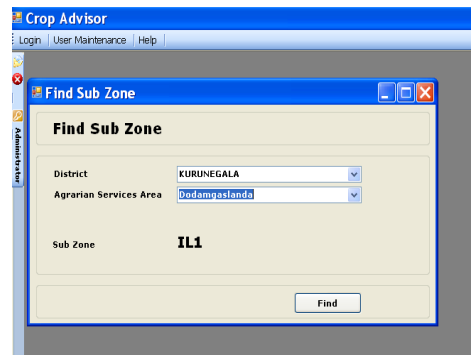 Crop Advisor
Login User Maintenance Help
Administrator
Find Sub Zone
Find Sub Zone
District KURUNEGALA
Agrarian Services Area Dodamgaslanda
Sub Zone IL1
Find